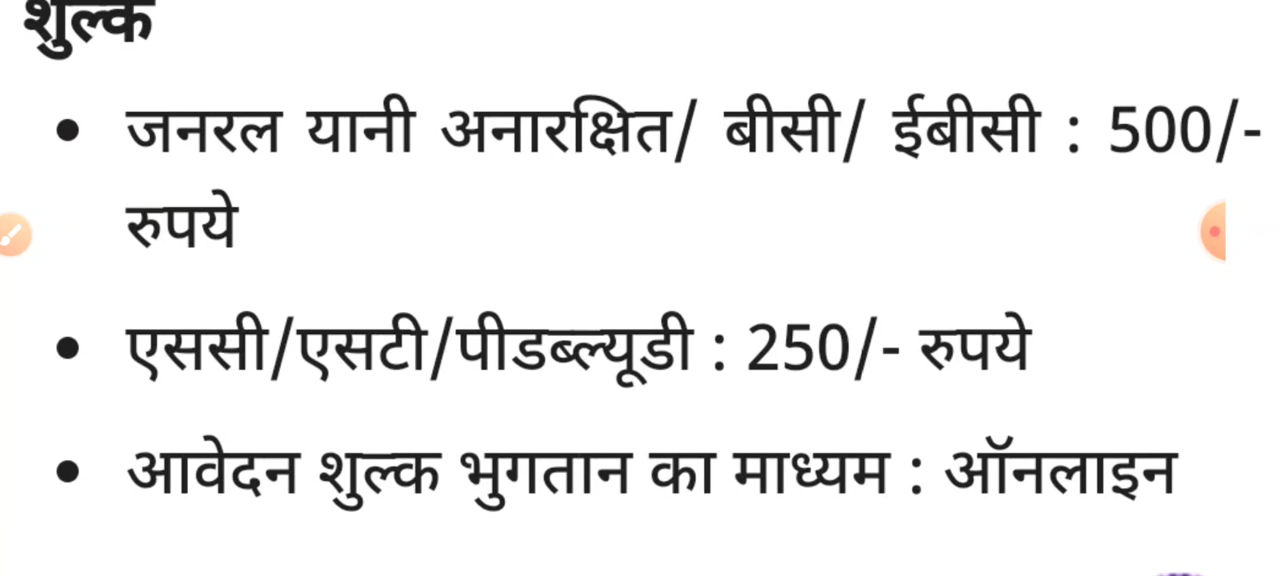 शुल्क
• जनरल यानी अनारक्षित/ बीसी/ ईबीसी : 500/-
रुपये
• एससी/एसटी/पीडब्ल्यूडी : 250/- रुपये
• आवेदन शुल्क भुगतान का माध्यम : ऑनलाइन